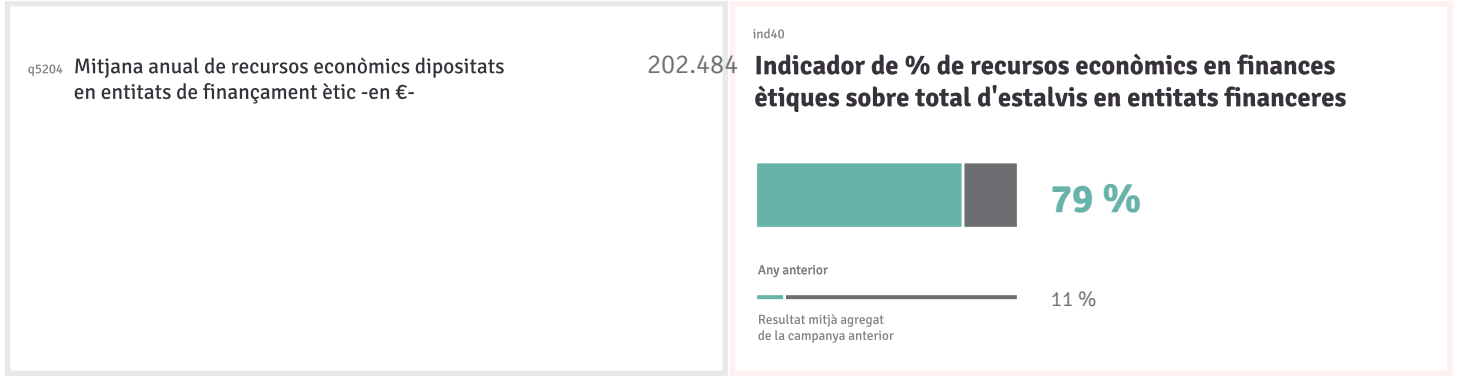 q5204 Mitjana anual de recursos econòmics dipositats 202.484
en entitats de finançament ètic -en €-
ind40
Indicador de % de recursos econòmics en finances
ètiques sobre total d'estalvis en entitats financeres
79 %
Any anterior
11 %
Resultat mitjà agregat
de la campanya anterior